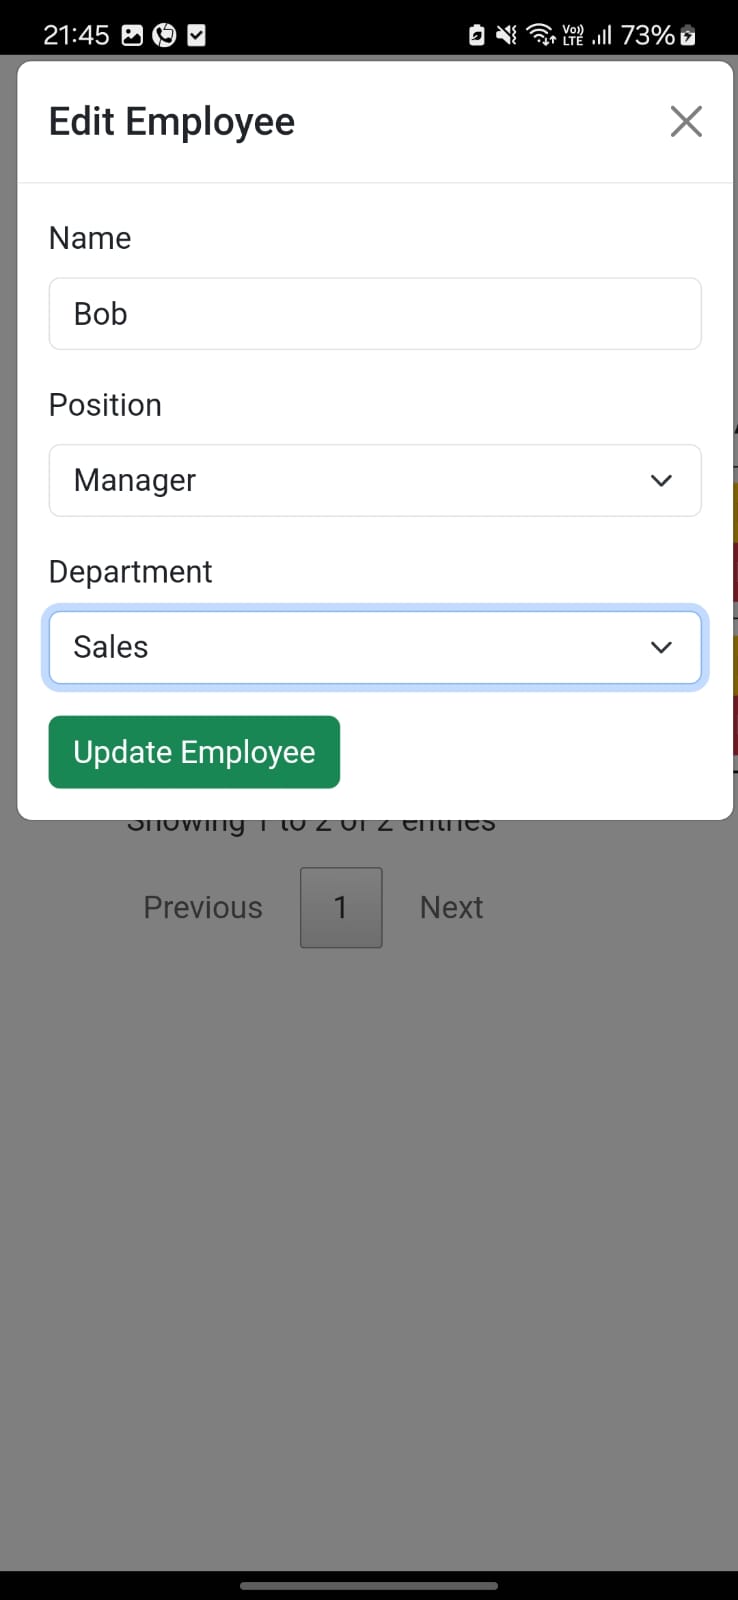 21:45 Vo)) LTE 73%
Edit Employee
Name
Bob
Position
Manager
Department
Sales
Update Employee
Showing 1 to 2 of 2 entries
Previous 1 Next